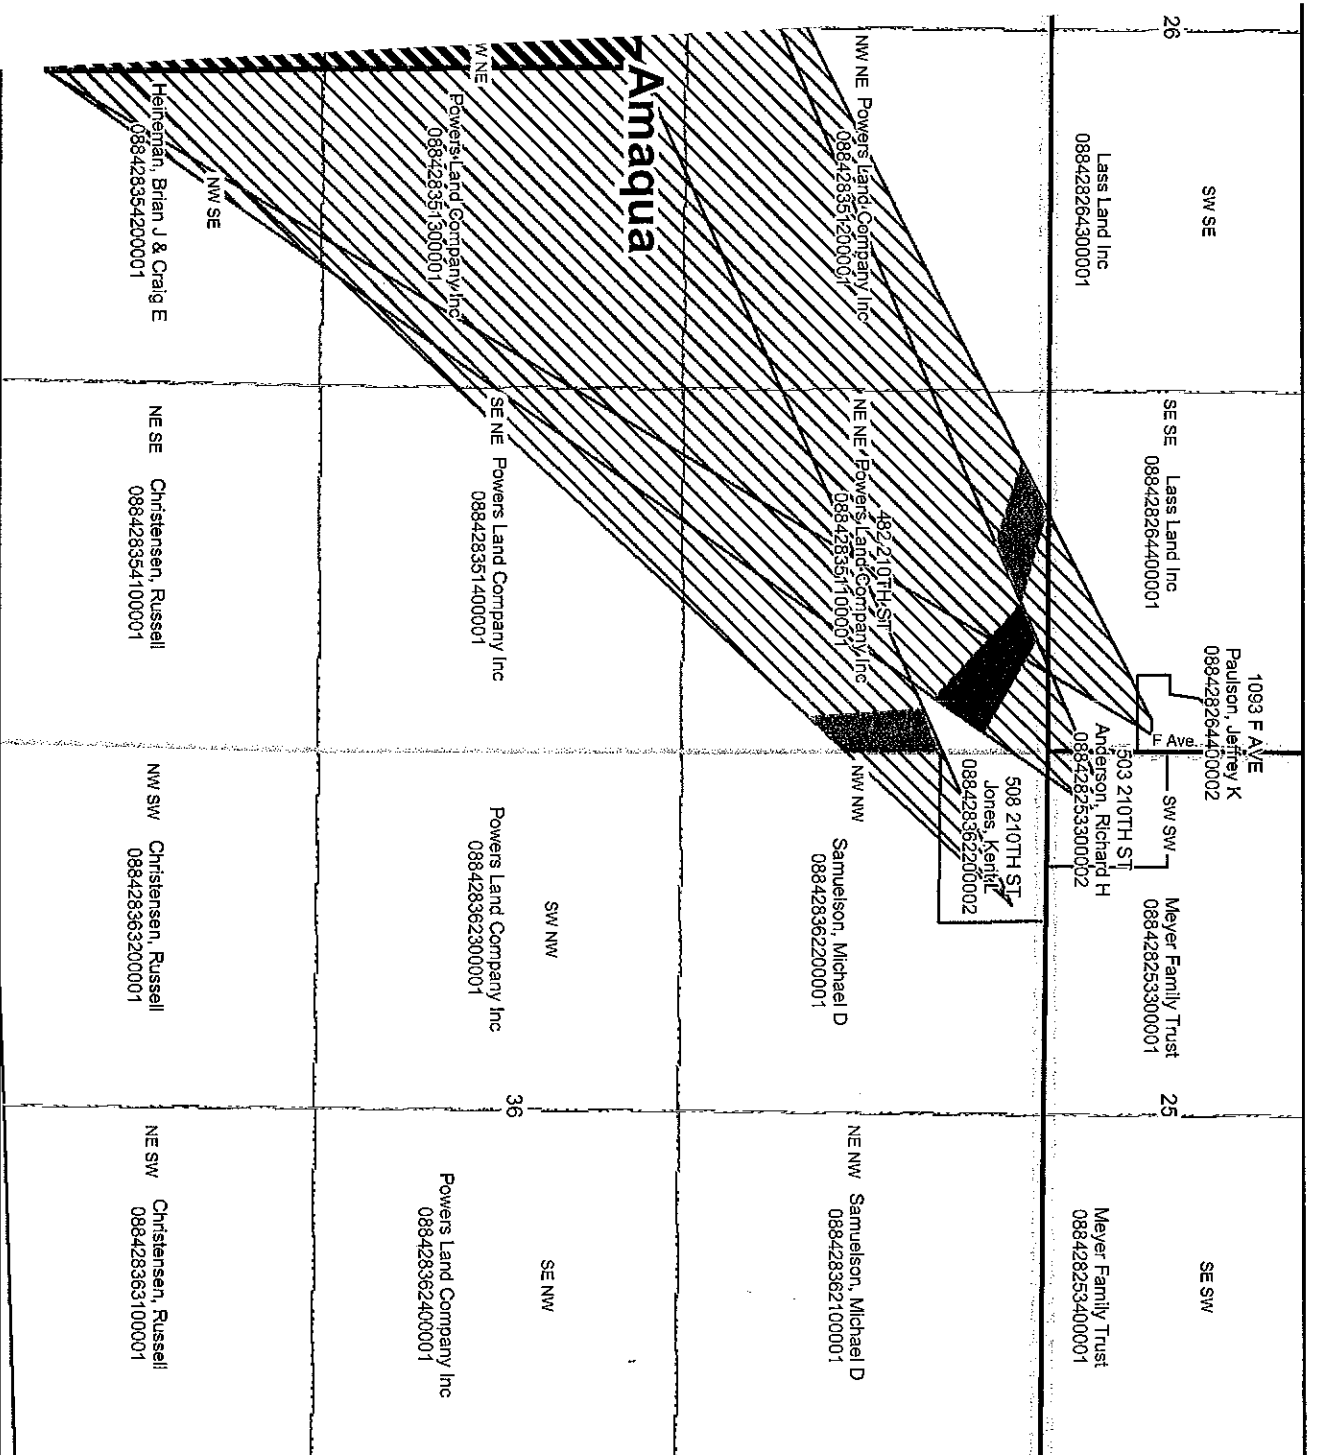 26
SW SE
Lass Land Inc
088428264300001
SE SE
Lass Land Inc
088428264400001
1093 F AVE
Paulson, Jeffrey K
088428264400002
F Ave
SW SW
503 210TH ST
Anderson, Richard H
088428253300002
Meyer Family Trust
088428253300001
25
SE SW
Meyer Family Trust
088428253400001
NW NE
Powers Land Company Inc
088428351200001
NE NE
Powers Land Company Inc
088428351100001
482 210TH ST
508 210TH ST
Jones, Kent L
088428362200002
NW NW
Samuelson, Michael D
088428362200001
NE NW
Samuelson, Michael D
088428362100001
Amaqua
W NE
Powers Land Company Inc
088428351300001
SE NE
Powers Land Company Inc
088428351400001
SW NW
Powers Land Company Inc
088428362300001
36
SE NW
Powers Land Company Inc
088428362400001
NW SE
Heineman, Brian J & Craig E
088428354200001
NE SE
Christensen, Russell
088428354100001
NW SW
Christensen, Russell
088428363200001
NE SW
Christensen, Russell
088428363100001